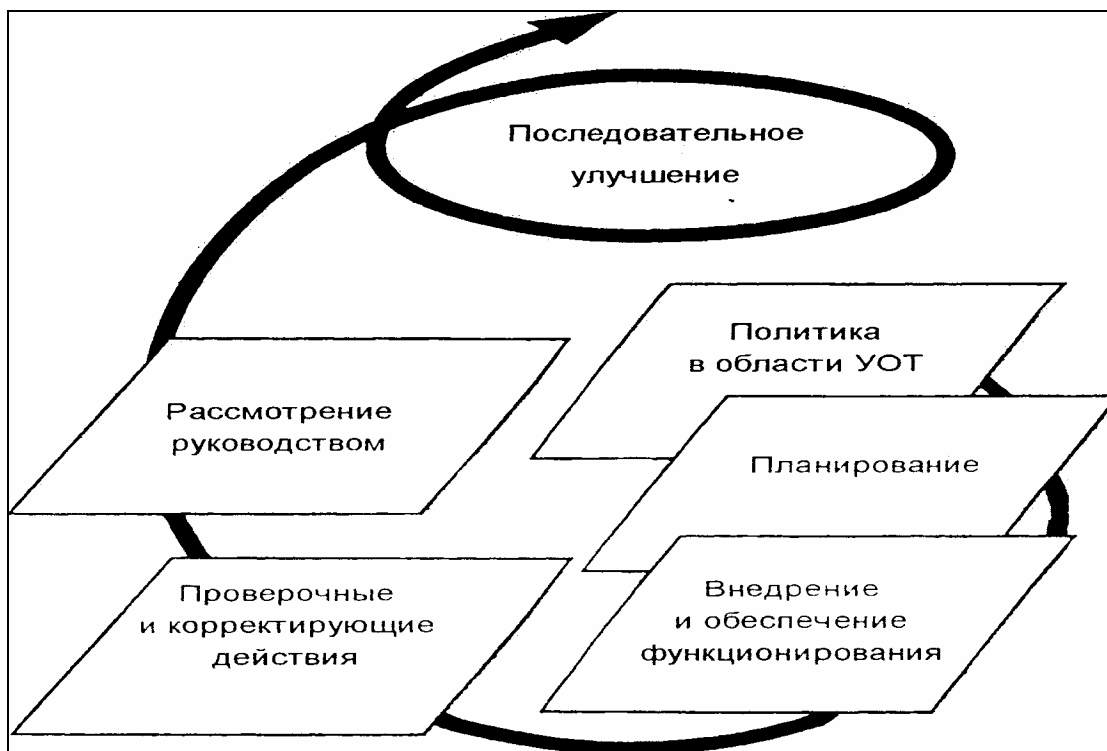 Последовательное
улучшение
Политика
в области УОТ
Рассмотрение
руководством
Планирование
Проверочные
и корректирующие
действия
Внедрение
и обеспечение
функционирования